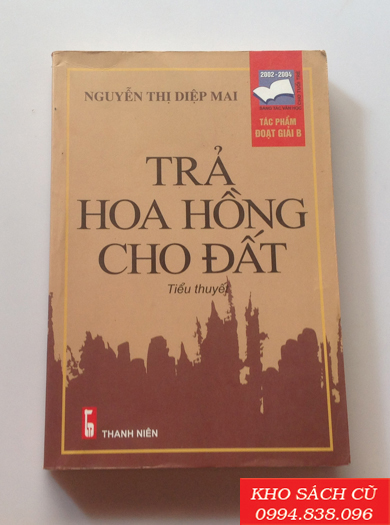 2002 - 2004
NGUYỄN THỊ DIỆP MAI
TÁC PHẨM
ĐOẠT GIẢI B
TRẢ
HOA HỒNG
CHO ĐẤT
Tiểu thuyết
THANH NIÊN
KHO SÁCH CŨ
0994.838.096